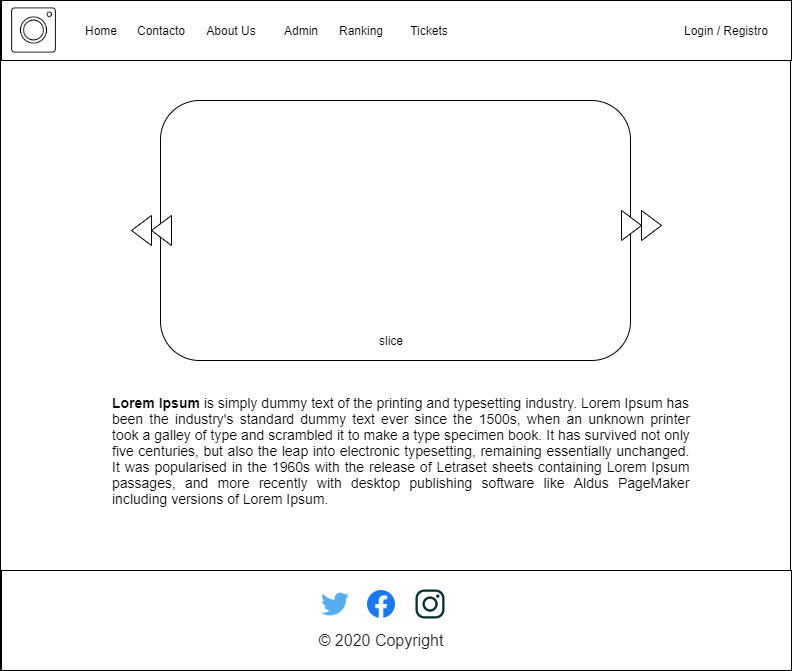 Home Contacto About Us Admin Ranking Tickets Login / Registro
slice
Lorem Ipsum is simply dummy text of the printing and typesetting industry. Lorem Ipsum has
been the industry's standard dummy text ever since the 1500s, when an unknown printer
took a galley of type and scrambled it to make a type specimen book. It has survived not only
five centuries, but also the leap into electronic typesetting, remaining essentially unchanged.
It was popularised in the 1960s with the release of Letraset sheets containing Lorem Ipsum
passages, and more recently with desktop publishing software like Aldus PageMaker
including versions of Lorem Ipsum.
© 2020 Copyright